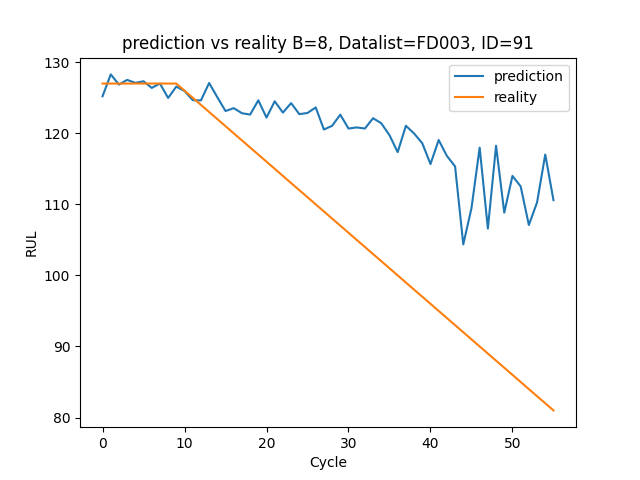 prediction vs reality B=8, Datalist=FD003, ID=91
prediction
reality
130
120
110
100
90
80
RUL
0 10 20 30 40 50
Cycle